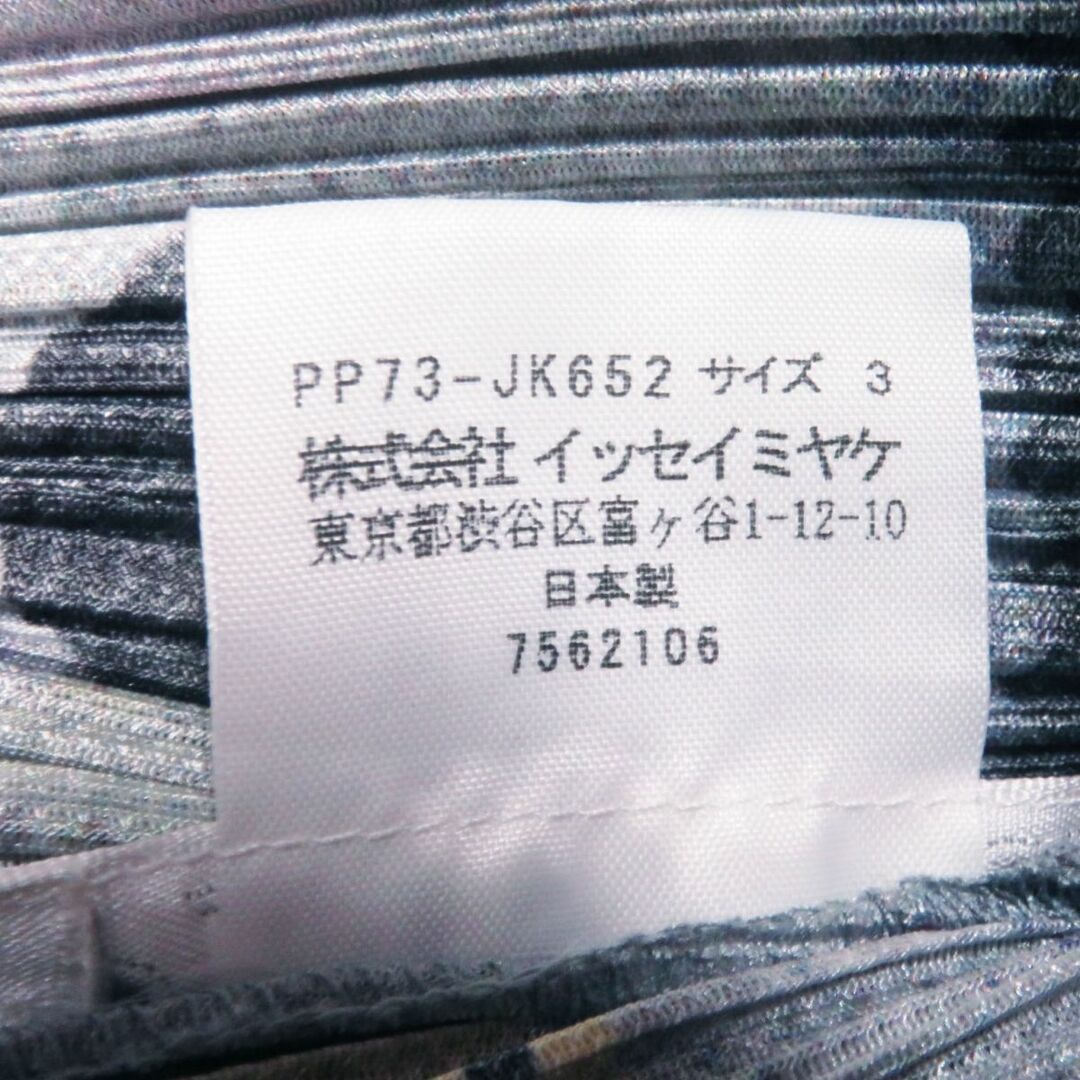 PP73-JK652 サイズ 3
株式会社イッセイミヤケ
東京都渋谷区富ヶ谷1-12-10
日本製
7562106